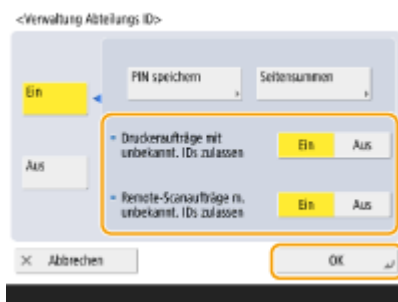 <Verwaltung Abteilungs ID>
Ein
PIN speichern
Seitensummen
Druckeraufträge mit
unbekannt. IDs zulassen
Ein
Aus
Aus
Remote-Scanaufträge m.
unbekannt. IDs zulassen
Ein
Aus
Abbrechen
OK